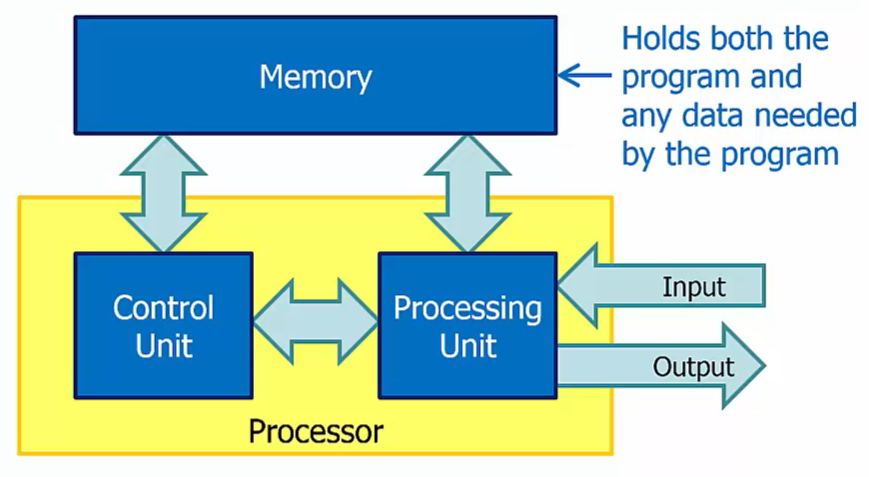 Memory
Holds both the
program and
any data needed
by the program
Control
Unit
Processing
Unit
Input
Output
Processor